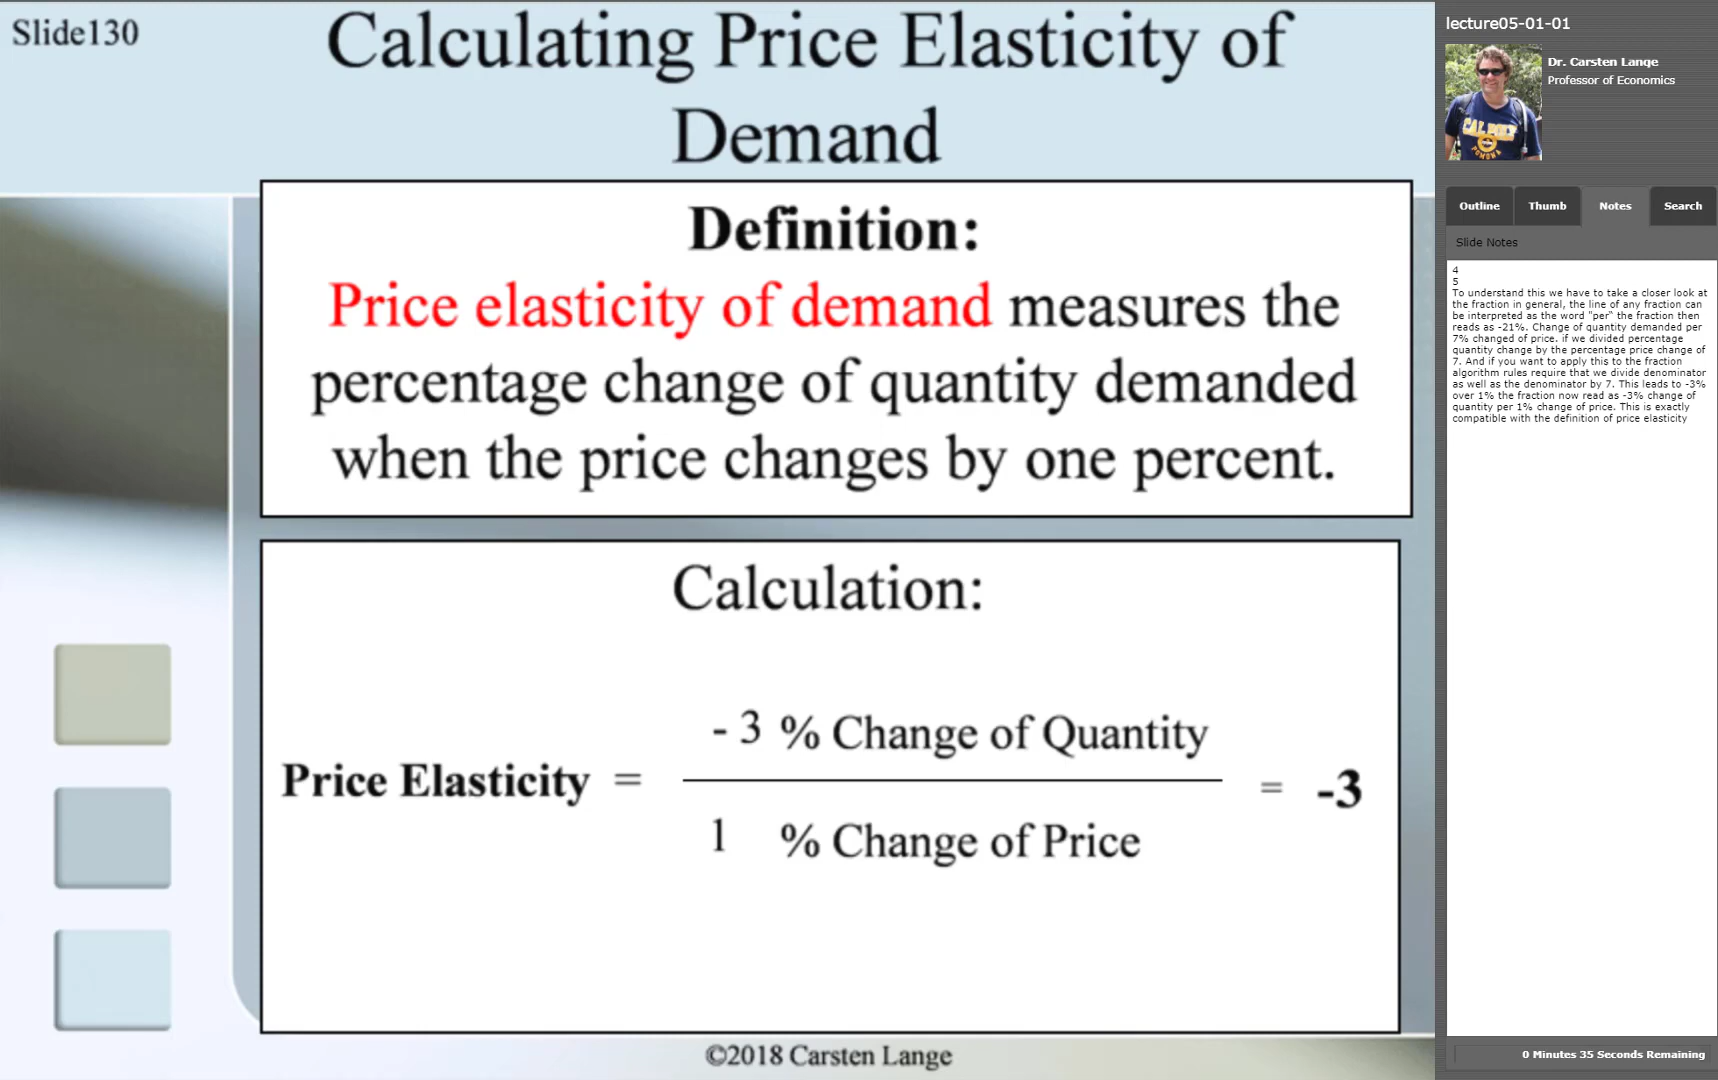 Slide130
Calculating Price Elasticity of
Demand
Definition:
Price elasticity of demand measures the
percentage change of quantity demanded
when the price changes by one percent.
Calculation:
Price Elasticity =
- 3 % Change of Quantity
1 % Change of Price
= -3
©2018 Carsten Lange
lecture05-01-01
Dr. Carsten Lange
Professor of Economics
CAL POLY
POMONA
Outline Thumb Notes Search
Slide Notes
4
5
To understand this we have to take a closer look at
the fraction in general, the line of any fraction can
be interpreted as the word "per" the fraction then
reads as -21%. Change of quantity demanded per
7% changed of price. if we divided percentage
quantity change by the percentage price change of
7. And if you want to apply this to the fraction
algorithm rules require that we divide denominator
as well as the denominator by 7. This leads to -3%
over 1% the fraction now read as -3% change of
quantity per 1% change of price. This is exactly
compatible with the definition of price elasticity
0 Minutes 35 Seconds Remaining